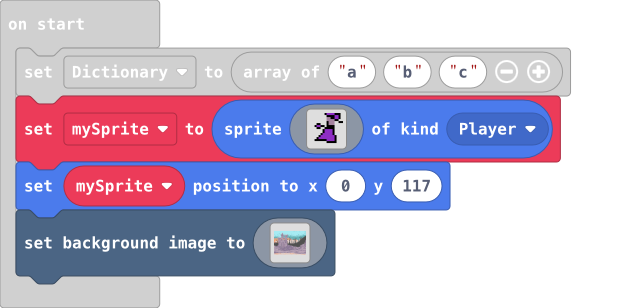 on start
set Dictionary to array of "a" "b" "c"
set mySprite to sprite of kind Player
set mySprite position to x 0 y 117
set background image to